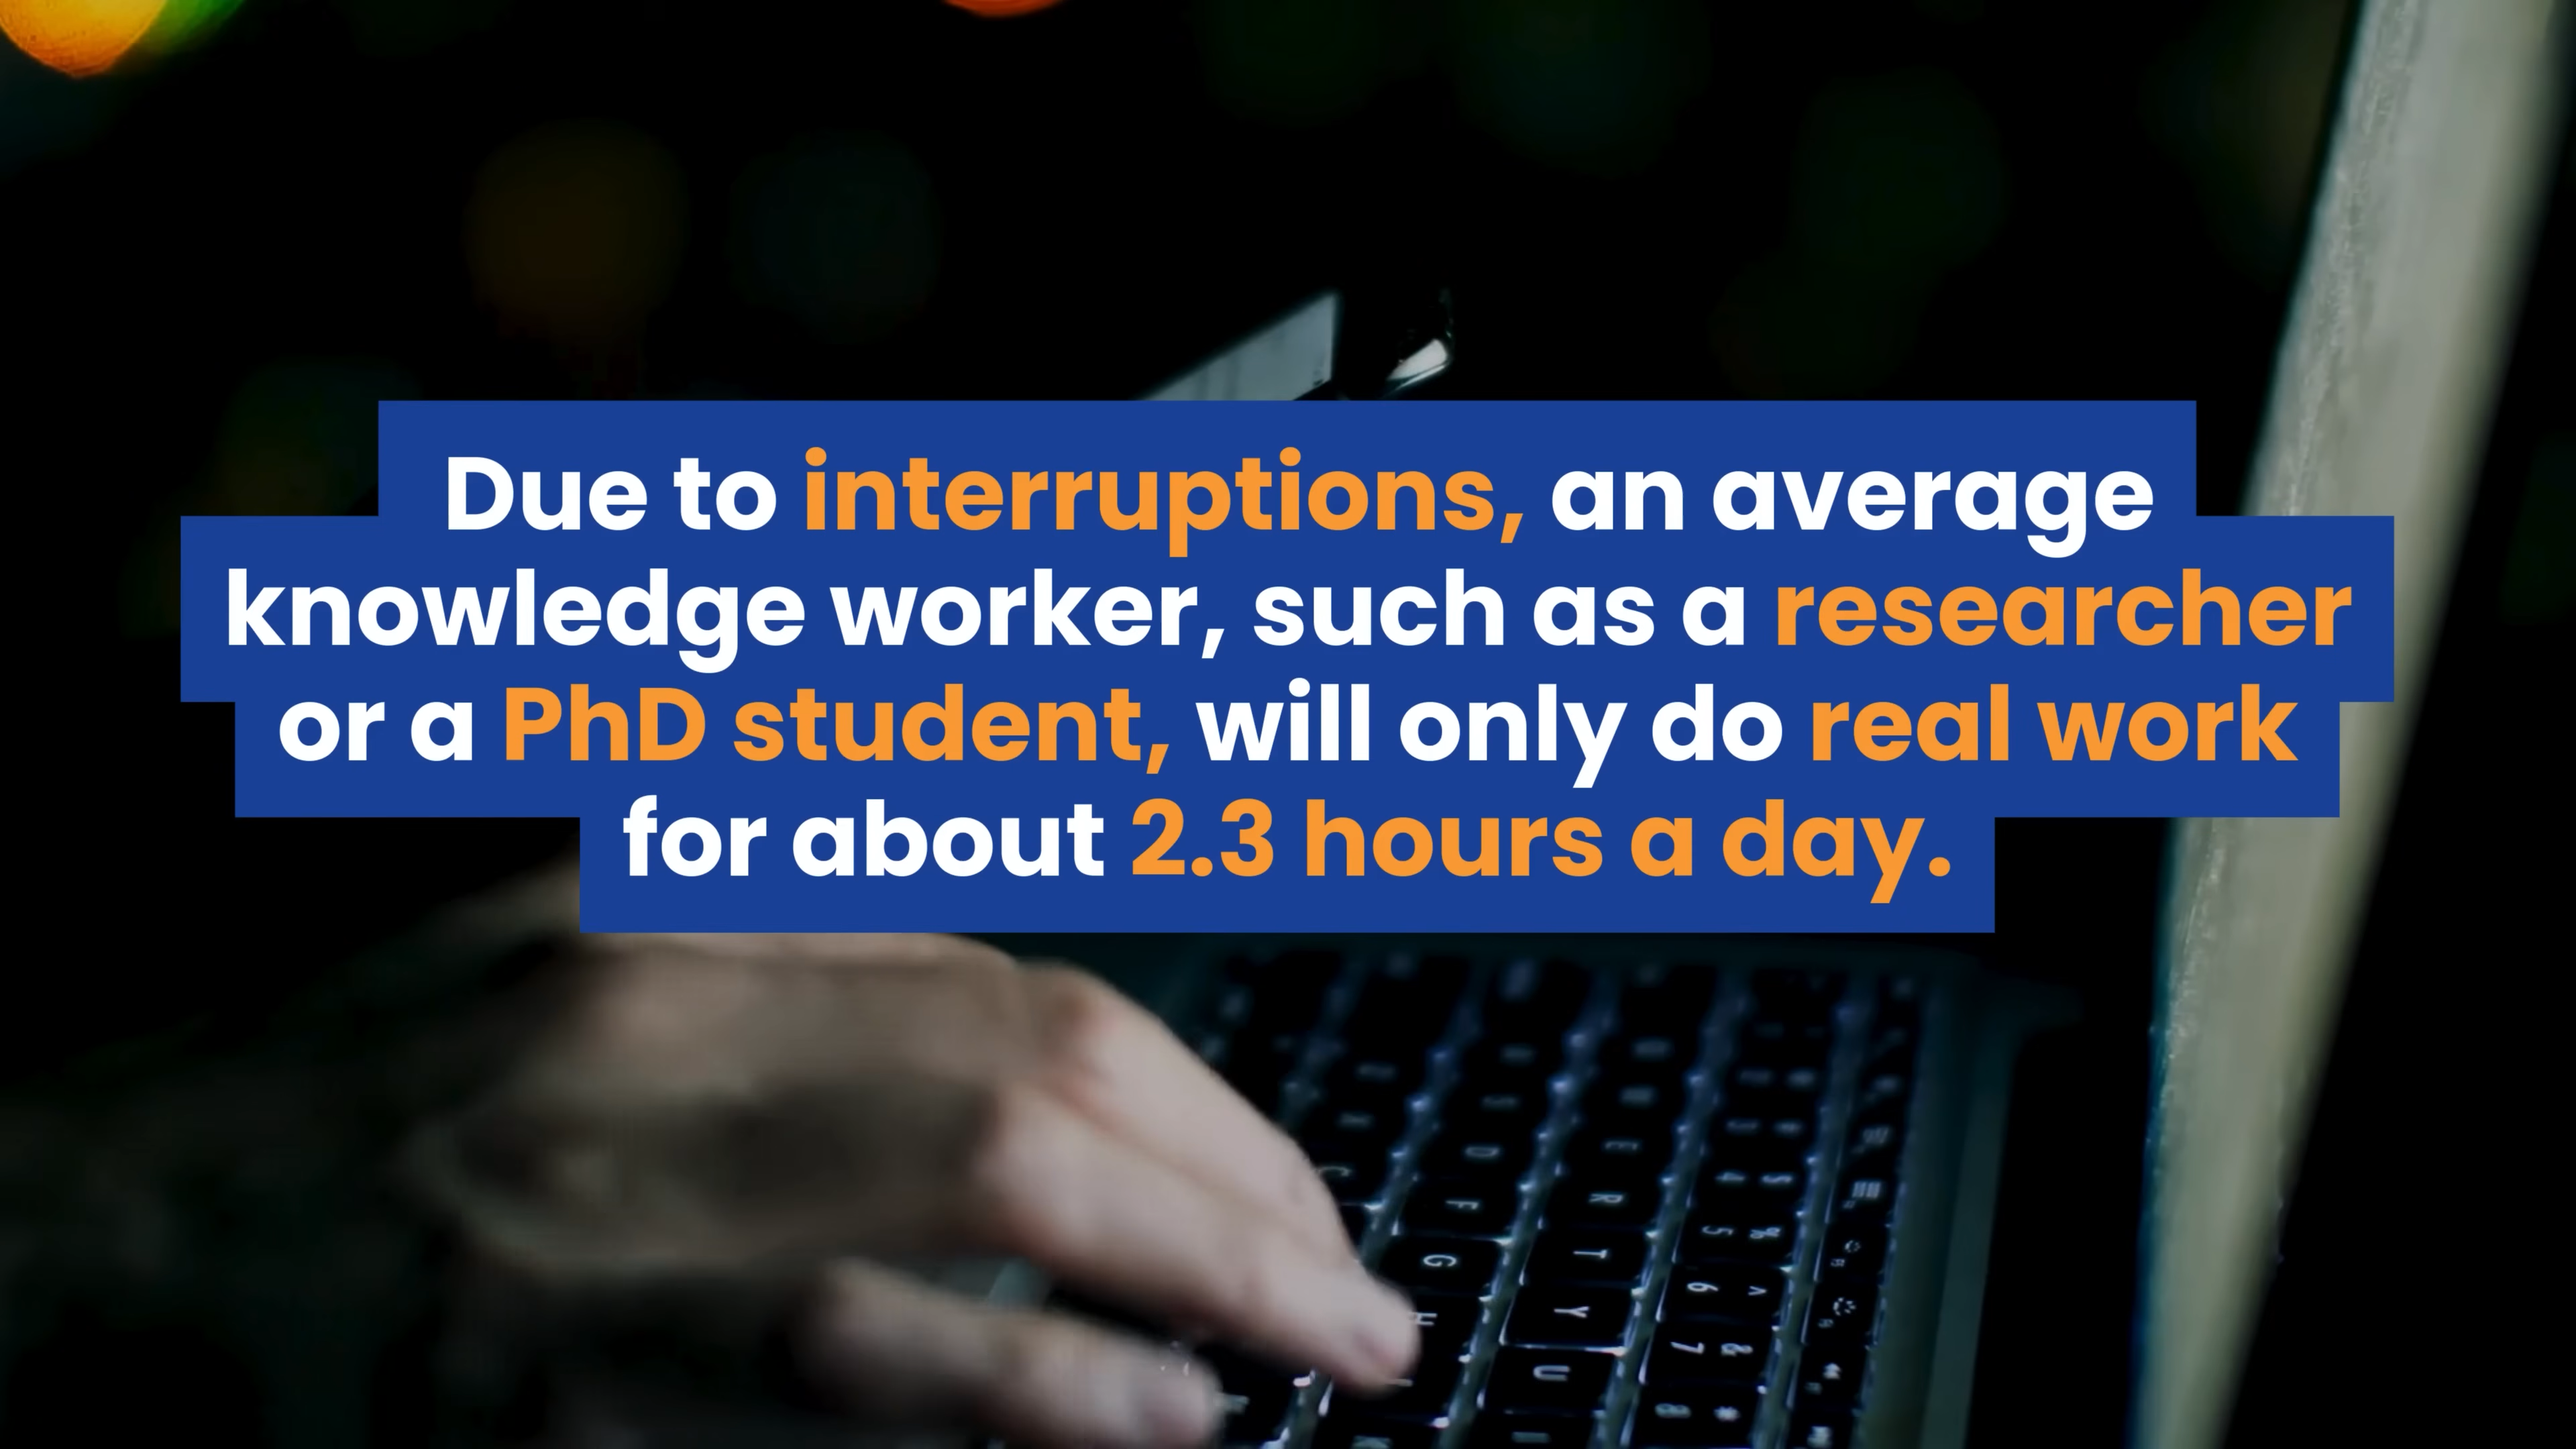 Due to interruptions, an average
knowledge worker, such as a researcher
or a PhD student, will only do real work
for about 2.3 hours a day.